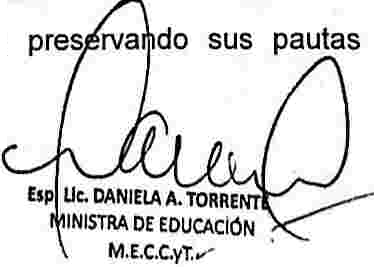 preservando sus pautas
Esp. Lic. DANIELA A. TORRENTE
MINISTRA DE EDUCACIÓN
M.E.C.C.yT.